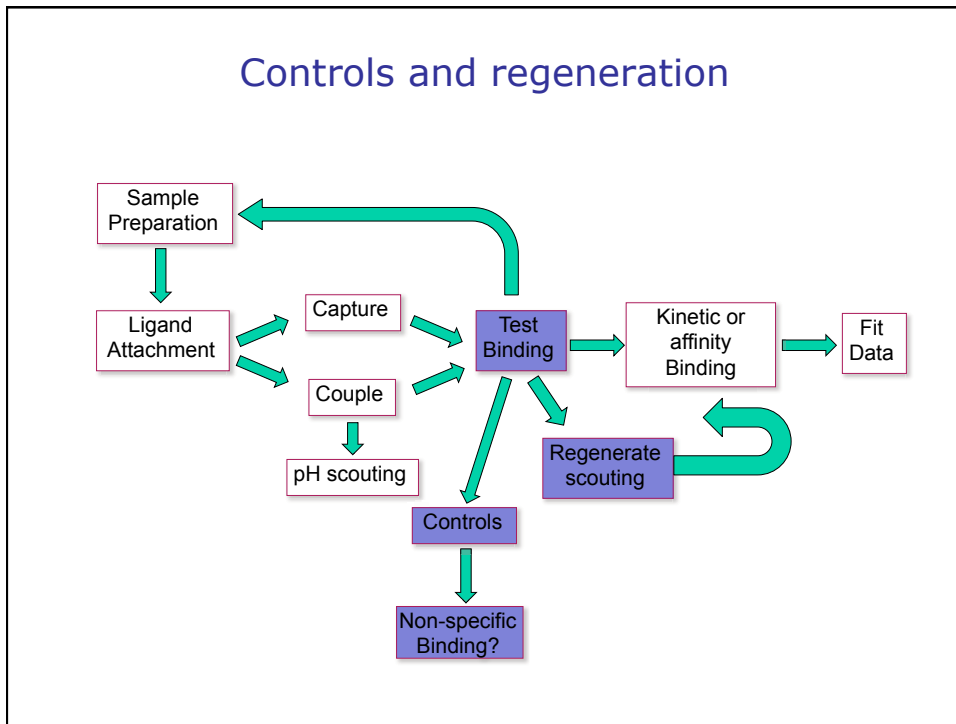 Controls and regeneration
Sample
Preparation
Ligand
Attachment
Capture
Couple
pH scouting
Test
Binding
Kinetic or
affinity
Binding
Fit
Data
Regenerate
scouting
Controls
Non-specific
Binding?